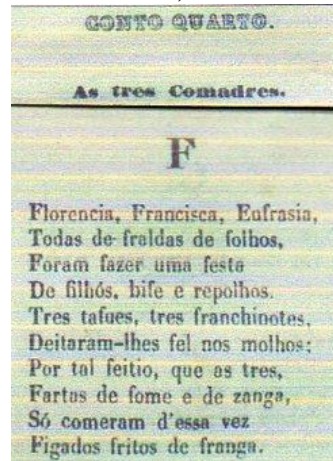 CONTO QUARTO.
As tres Comadres.
F
Florencia, Francisca, Eufrasia,
Todas de fraldas de folhos,
Foram fazer uma festa
De filhós, bife e repolhos.
Tres tafues, tres franchinotes,
Deitaram-lhes fel nos molhos;
Por tal feitio, que as tres,
Fartas de fome e de zanga,
Só comeram d'essa vez
Figados fritos de franga.